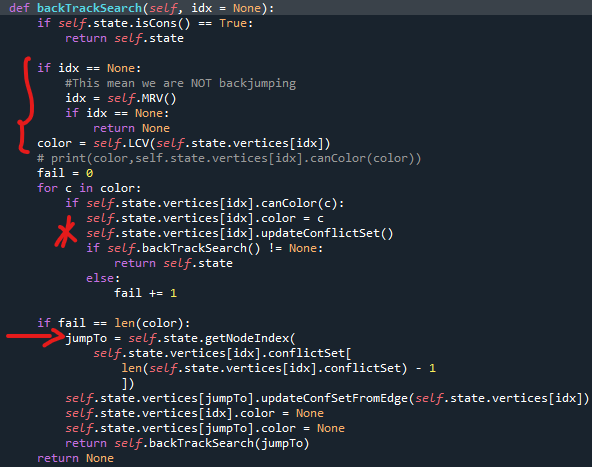 def backTrackSearch(self, idx = None):
    if self.state.isCons() == True:
        return self.state

    if idx == None:
        #This mean we are NOT backjumping
        idx = self.MRV()
        if idx == None:
            return None
    color = self.LCV(self.state.vertices[idx])
    # print(color,self.state.vertices[idx].canColor(color))
    fail = 0
    for c in color:
        if self.state.vertices[idx].canColor(c):
            self.state.vertices[idx].color = c
            self.state.vertices[idx].updateConflictSet()
            if self.backTrackSearch() != None:
                return self.state
            else:
                fail += 1

    if fail == len(color):
        jumpTo = self.state.getNodeIndex(
            self.state.vertices[idx].conflictSet[
                len(self.state.vertices[idx].conflictSet) - 1
                ])
        self.state.vertices[jumpTo].updateConfSetFromEdge(self.state.vertices[idx])
        self.state.vertices[idx].color = None
        self.state.vertices[jumpTo].color = None
        return self.backTrackSearch(jumpTo)
    return None